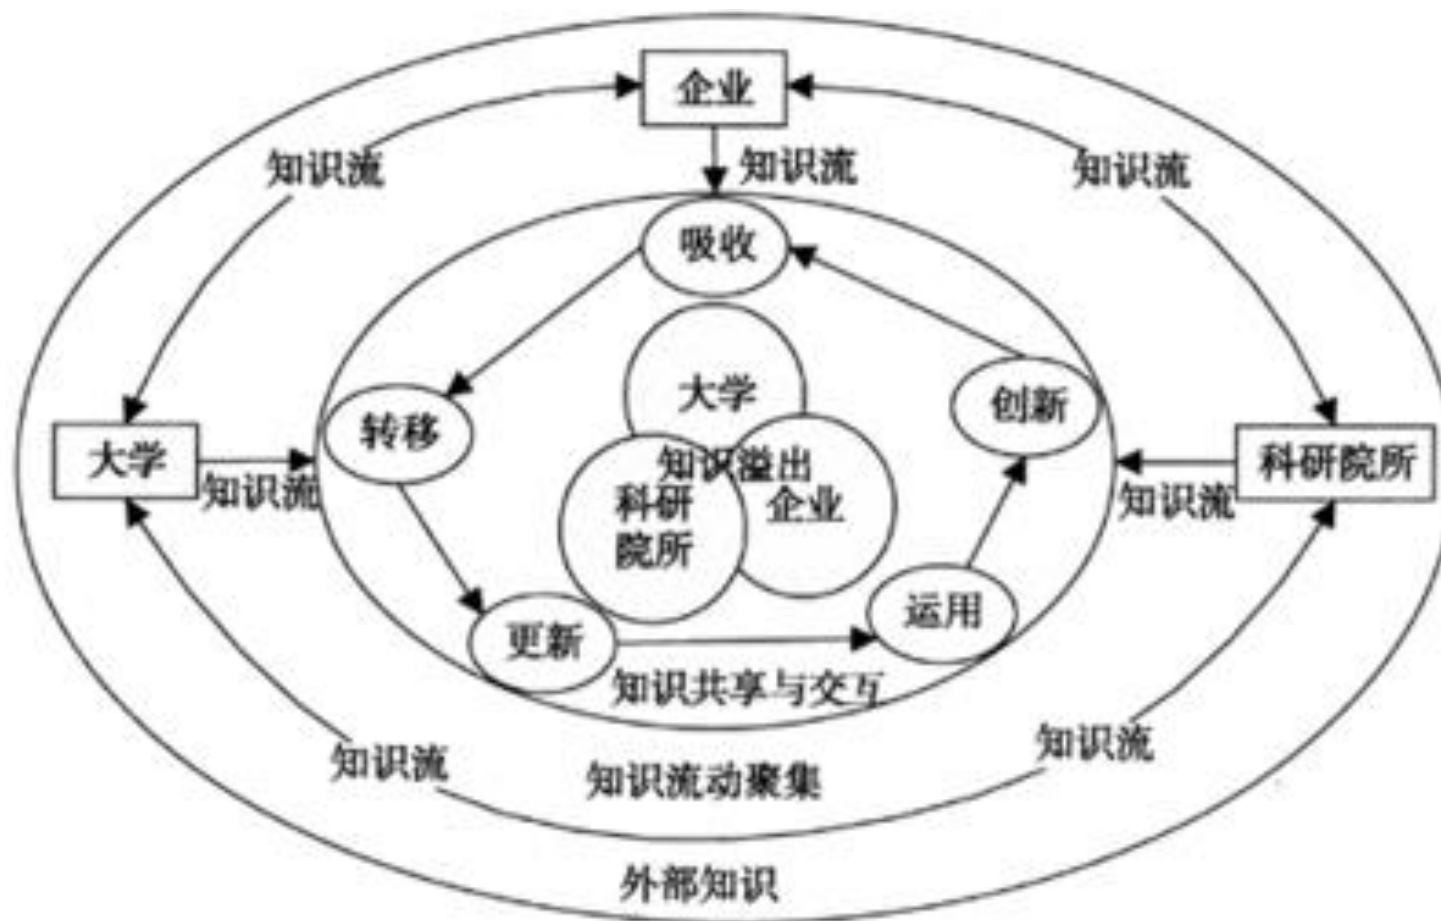 企业
知识流
知识流
知识流
吸收
大学
创新
转移
大学
知识溢出
科研院所
知识流
科研
院所
企业
知识流
更新
运用
知识共享与交互
知识流
知识流
知识流动聚集
外部知识